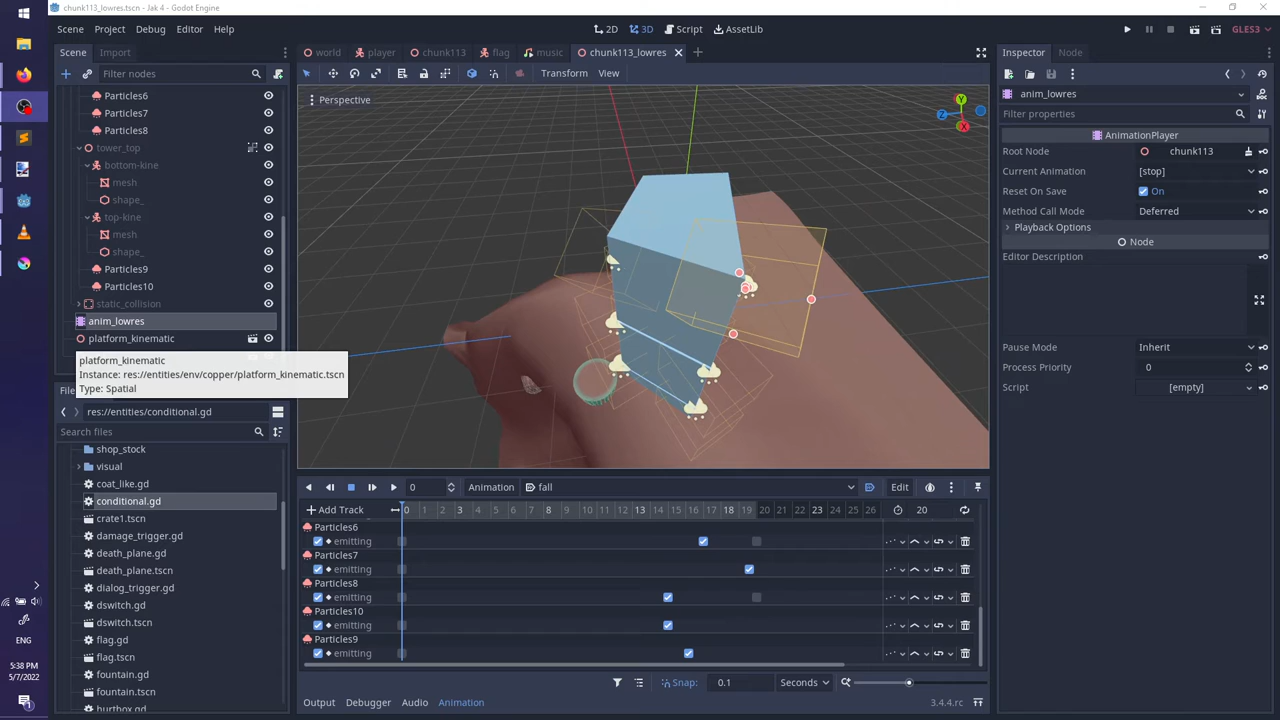 chunk113_lowres.tscn - Jak 4 - Godot Engine
Scene Project Debug Editor Help
2D 3D Script AssetLib
GLES3
Scene Import
world player chunk113 flag music chunk113_lowres
Inspector Node
Filter nodes
Transform View
Perspective
Y
Z
X
Particles6
Particles7
Particles8
tower_top
bottom-kine
mesh
shape_
top-kine
mesh
shape_
Particles9
Particles10
static_collision
anim_lowres
platform_kinematic
platform_kinematic
Instance: res://entities/env/copper/platform_kinematic.tscn
Type: Spatial
res://entities/conditional.gd
Search files
shop_stock
visual
coat_like.gd
conditional.gd
crate1.tscn
damage_trigger.gd
death_plane.gd
death_plane.tscn
dialog_trigger.gd
dswitch.gd
dswitch.tscn
flag.gd
flag.tscn
fountain.gd
fountain.tscn
hurtbox.gd
ENG
5:38 PM
5/7/2022
1
0 Animation fall Edit
Add Track 0 1 2 3 4 5 6 7 8 9 10 11 12 13 14 15 16 17 18 19 20 21 22 23 24 25 26 20
Particles6
emitting
Particles7
emitting
Particles8
emitting
Particles10
emitting
Particles9
emitting
Snap: 0.1 Seconds
Output Debugger Audio Animation 3.4.4.rc
anim_lowres
Filter properties
AnimationPlayer
Root Node chunk113
Current Animation [stop]
Reset On Save On
Method Call Mode Deferred
Playback Options
Node
Editor Description
Pause Mode Inherit
Process Priority 0
Script [empty]